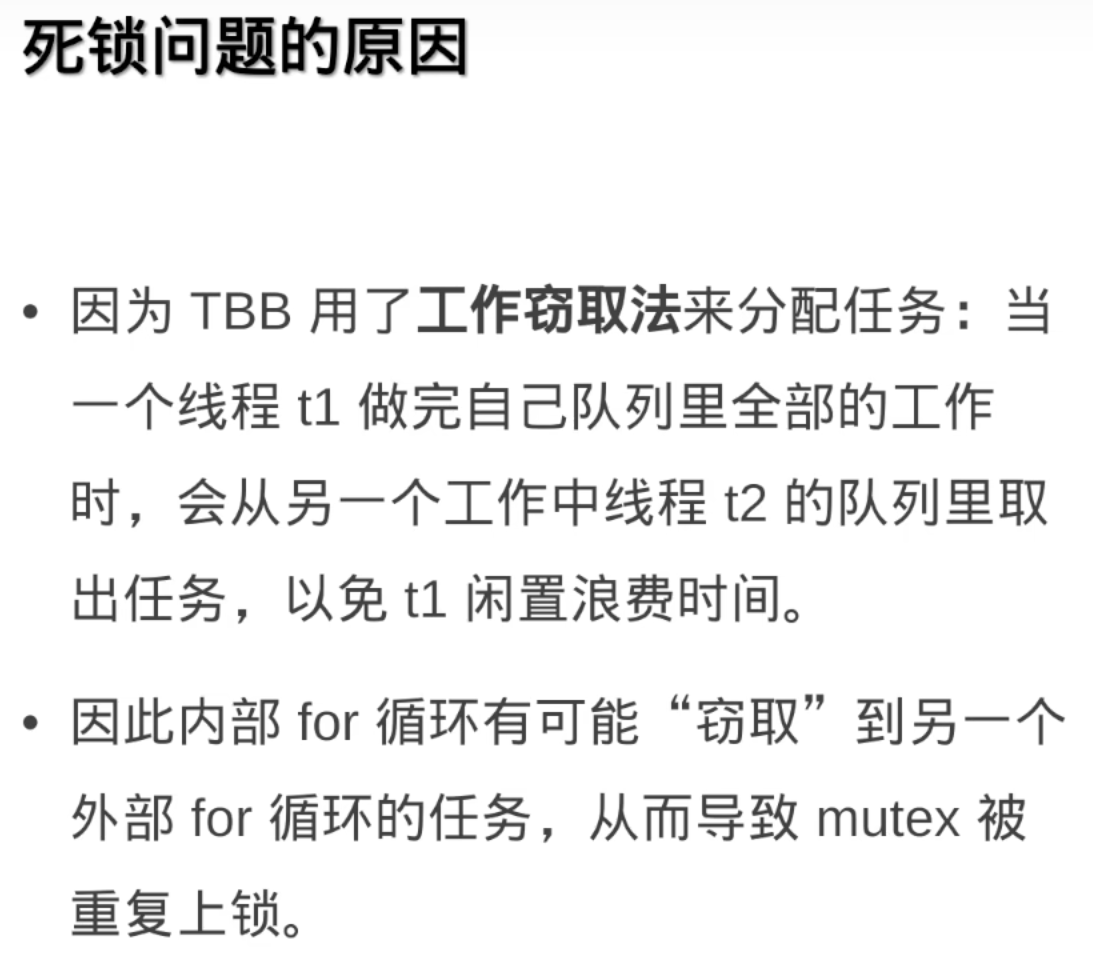 死锁问题的原因
• 因为 TBB 用了工作窃取法来分配任务：当
一个线程 t1 做完自己队列里全部的工作
时，会从另一个工作中线程 t2 的队列里取
出任务，以免 t1 闲置浪费时间。
• 因此内部 for 循环有可能“窃取”到另一个
外部 for 循环的任务，从而导致 mutex 被
重复上锁。